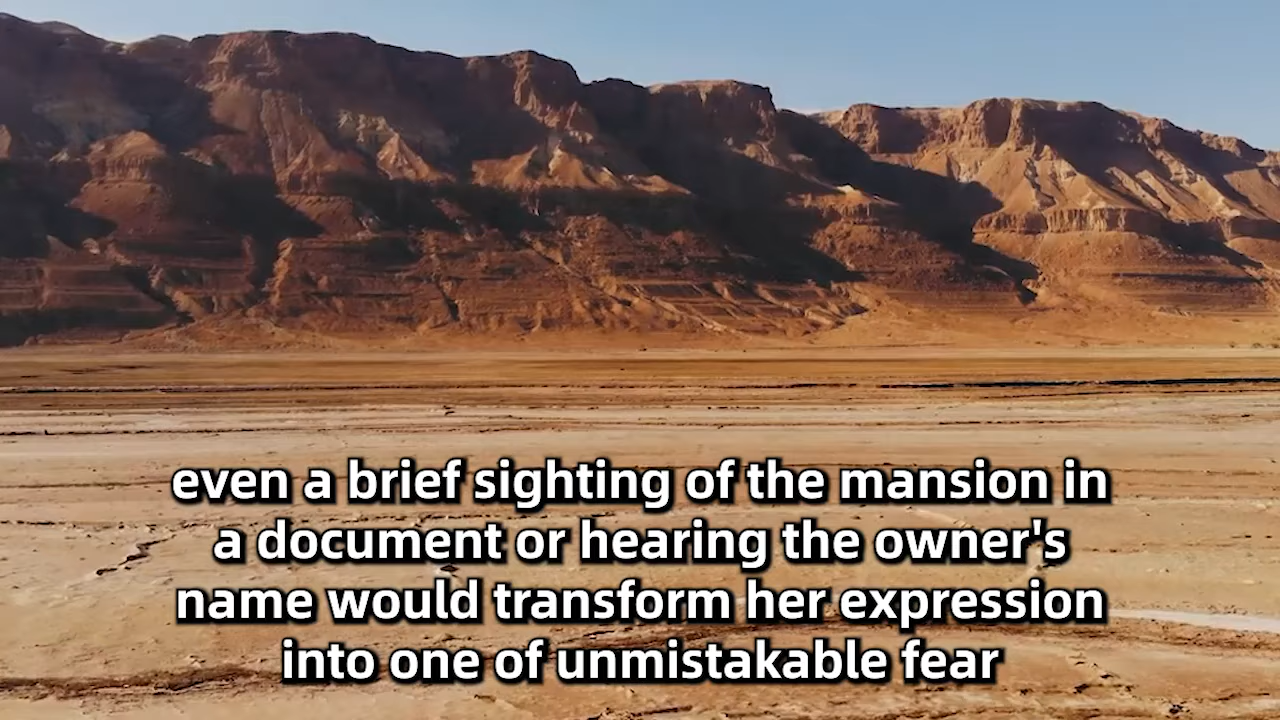 even a brief sighting of the mansion in
a document or hearing the owner's
name would transform her expression
into one of unmistakable fear